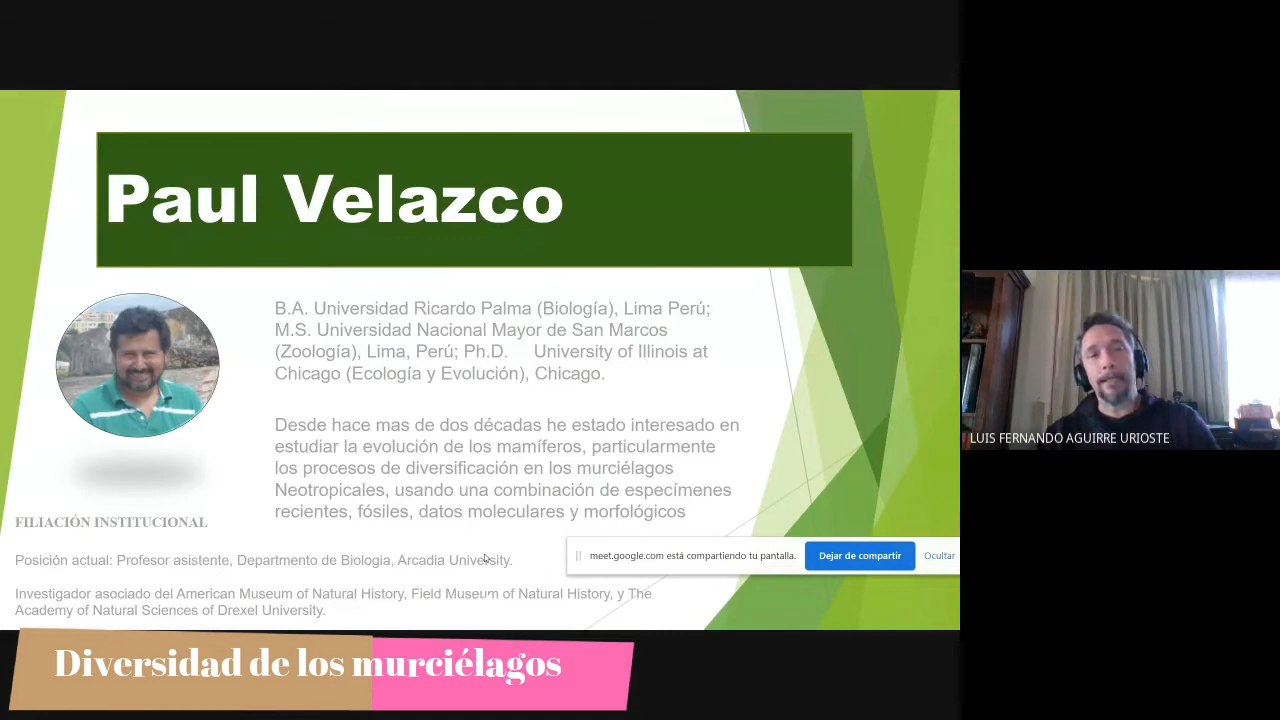 Paul Velazco
B.A. Universidad Ricardo Palma (Biología), Lima Perú;
M.S. Universidad Nacional Mayor de San Marcos
(Zoología), Lima, Perú; Ph.D. University of Illinois at
Chicago (Ecología y Evolución), Chicago.
Desde hace mas de dos décadas he estado interesado en
estudiar la evolución de los mamíferos, particularmente
los procesos de diversificación en los murciélagos
Neotropicales, usando una combinación de especímenes
recientes, fósiles, datos moleculares y morfológicos
FILIACIÓN INSTITUCIONAL
Posición actual: Profesor asistente, Departmento de Biologia, Arcadia University.
Investigador asociado del American Museum of Natural History, Field Museum of Natural History, y The
Academy of Natural Sciences of Drexel University.
meet.google.com está compartiendo tu pantalla.
Dejar de compartir
Ocultar
LUIS FERNANDO AGUIRRE URIOSTE
Diversidad de los murciélagos